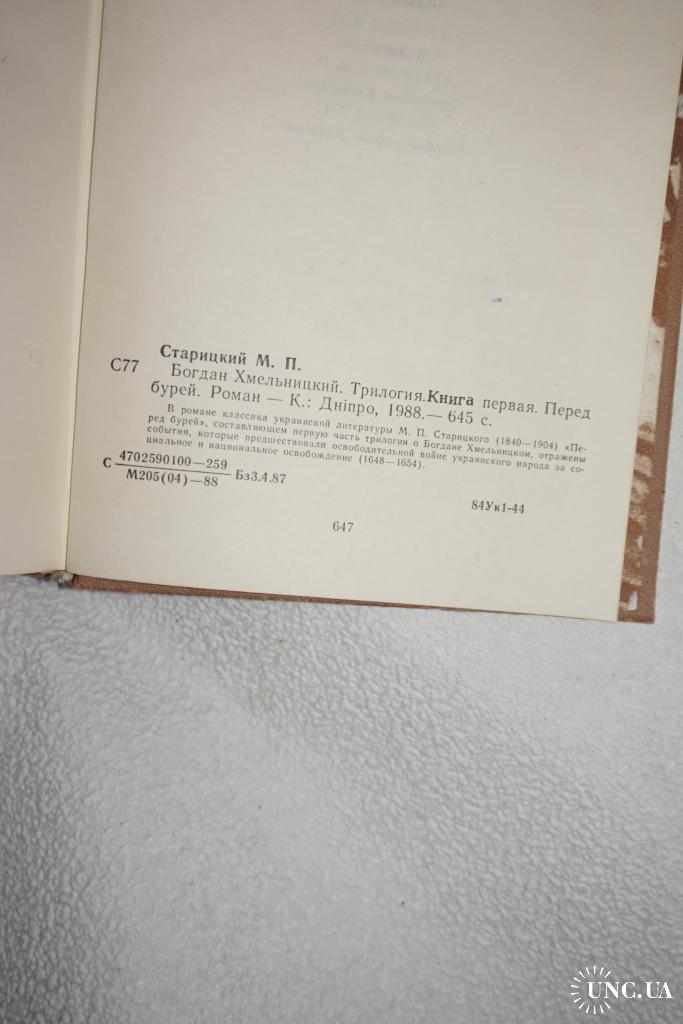 Старицкий М. П.
С77
Богдан Хмельницкий. Трилогия.Книга первая. Перед
бурей. Роман — К.: Дніпро, 1988.— 645 с.
В романе классика украинской литературы М. П. Старицкого (1840—1904) «Пе-
ред бурей», составляющем первую часть трилогии о Богдане Хмельницком, отражены
события, которые предшествовали освободительной войне украинского народа за со-
циальное и национальное освобождение (1648—1654).
С 4702590100—259
М205(04)—88 Бз3.4.87
84Ук1-44
647
UNC.UA